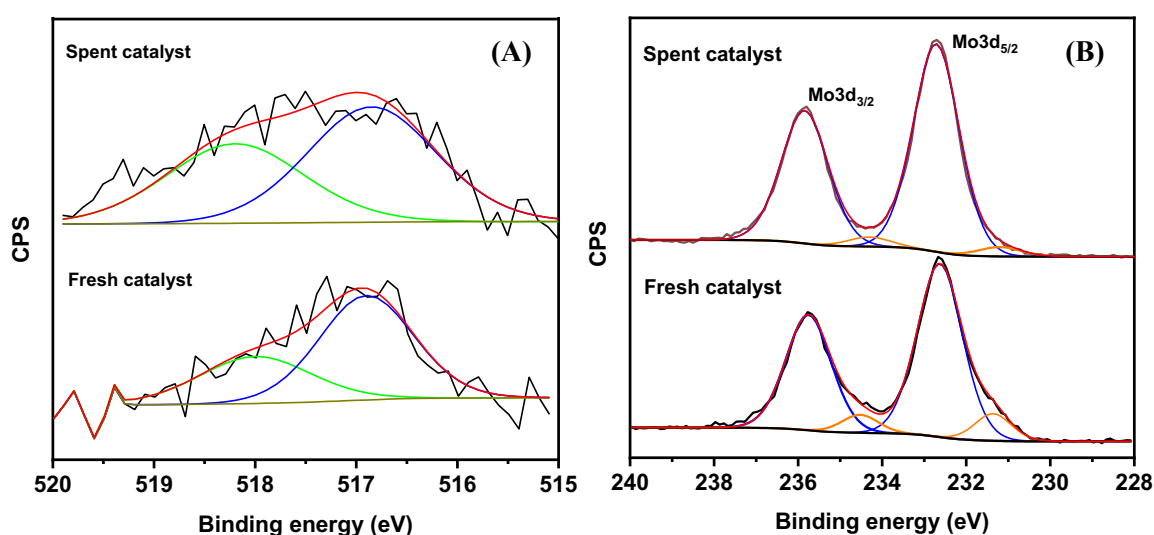 Spent catalyst
(A)
Fresh catalyst
CPS
520 519 518 517 516 515
Binding energy (eV)
Spent catalyst
(B)
Mo3d5/2
Mo3d3/2
Fresh catalyst
CPS
240 238 236 234 232 230 228
Binding energy (eV)